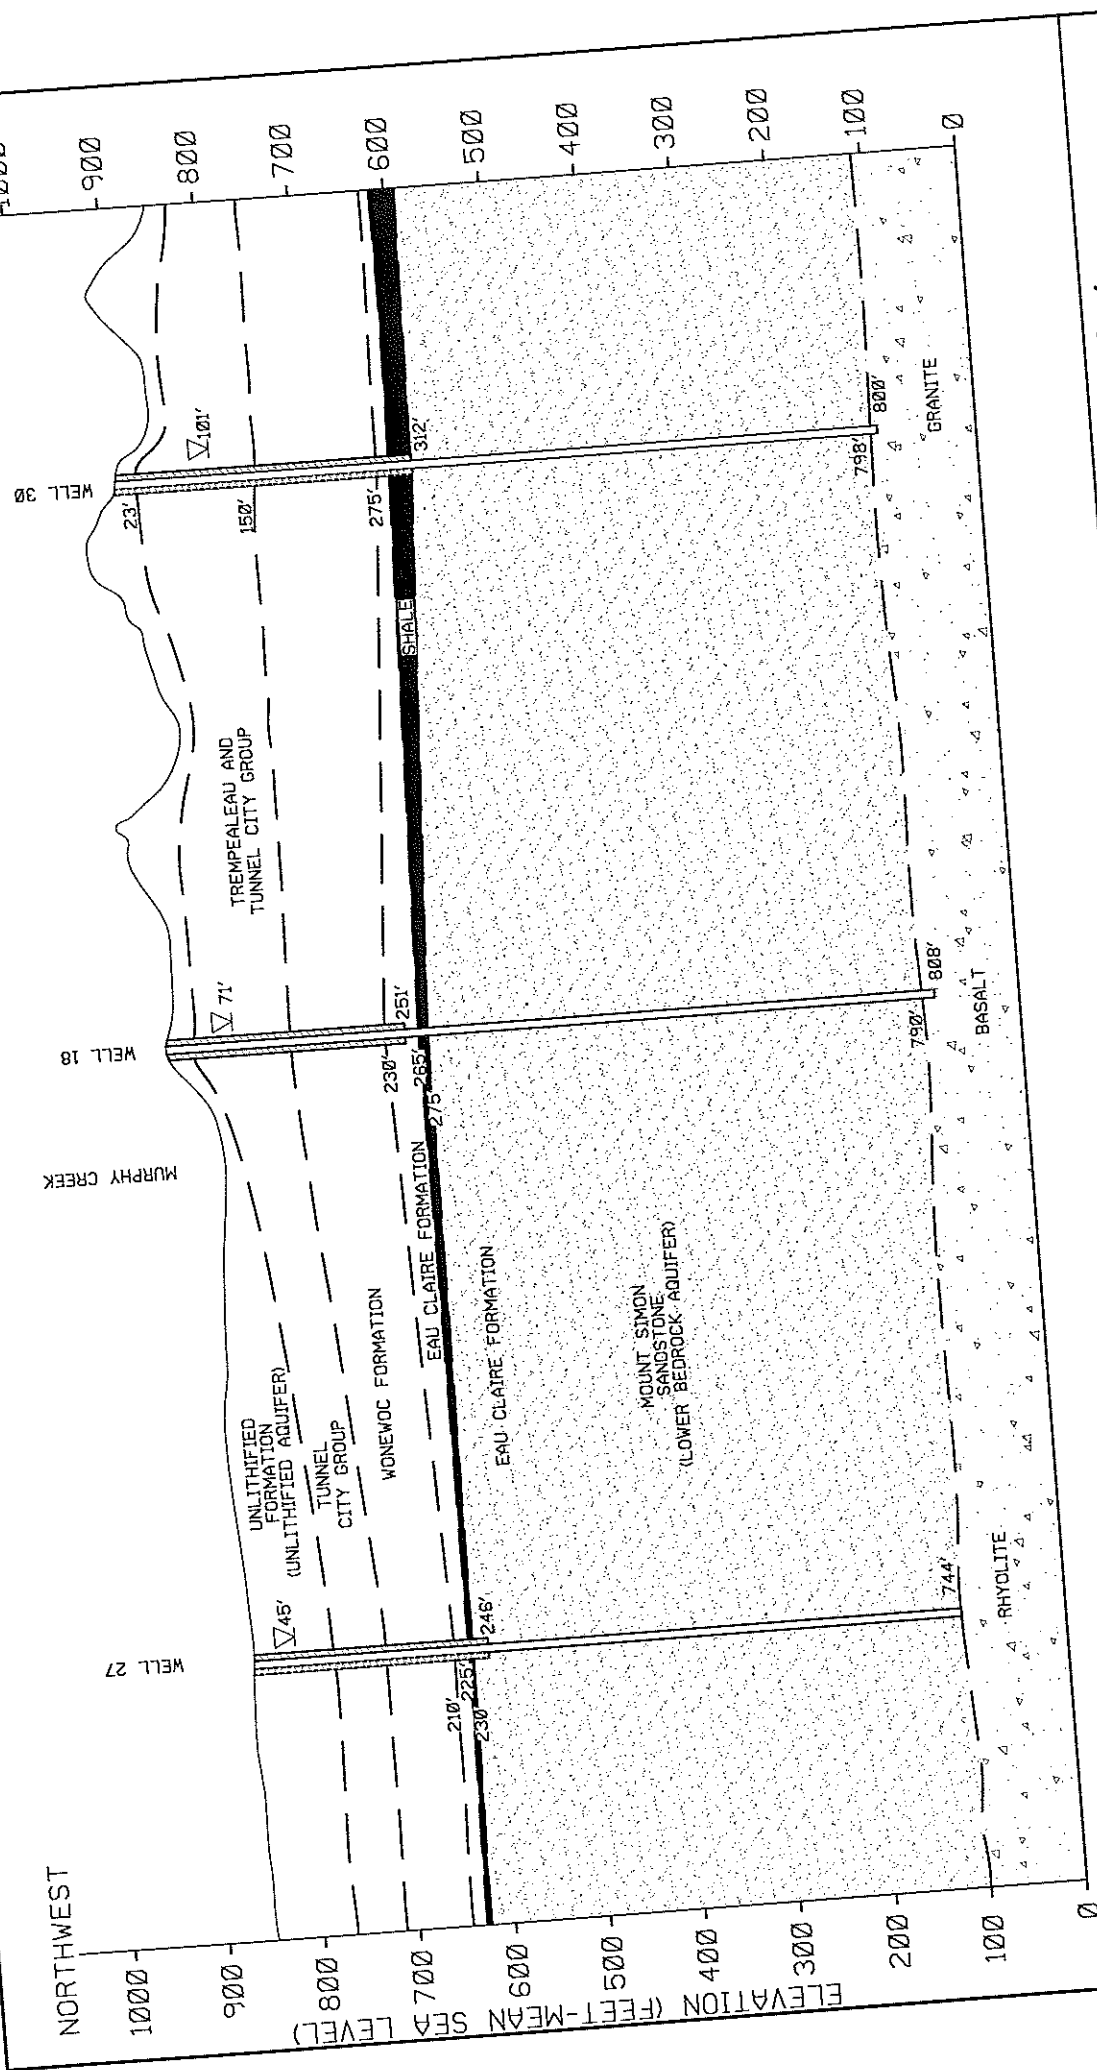 NORTHWEST
1000
900
800
700
600
500
400
300
200
100
0
ELEVATION (FEET-MEAN SEA LEVEL)
WELL 27
▽45'
210'
225'
230'
246'
744'
RHYOLITE
UNLITHIFIED
FORMATION
(UNLITHIFIED AQUIFER)
TUNNEL
CITY GROUP
WONEWOC FORMATION
EAU CLAIRE FORMATION
EAU CLAIRE FORMATION
MOUNT SIMON
SANDSTONE
(LOWER BEDROCK AQUIFER)
MURPHY CREEK
WELL 18
▽71'
230'
251'
265'
275'
790'
808'
BASALT
TREMPEALEAU AND
TUNNEL CITY GROUP
SHALE
WELL 30
23'
▽101'
150'
275'
312'
798'
800'
GRANITE
1000
900
800
700
600
500
400
300
200
100
0